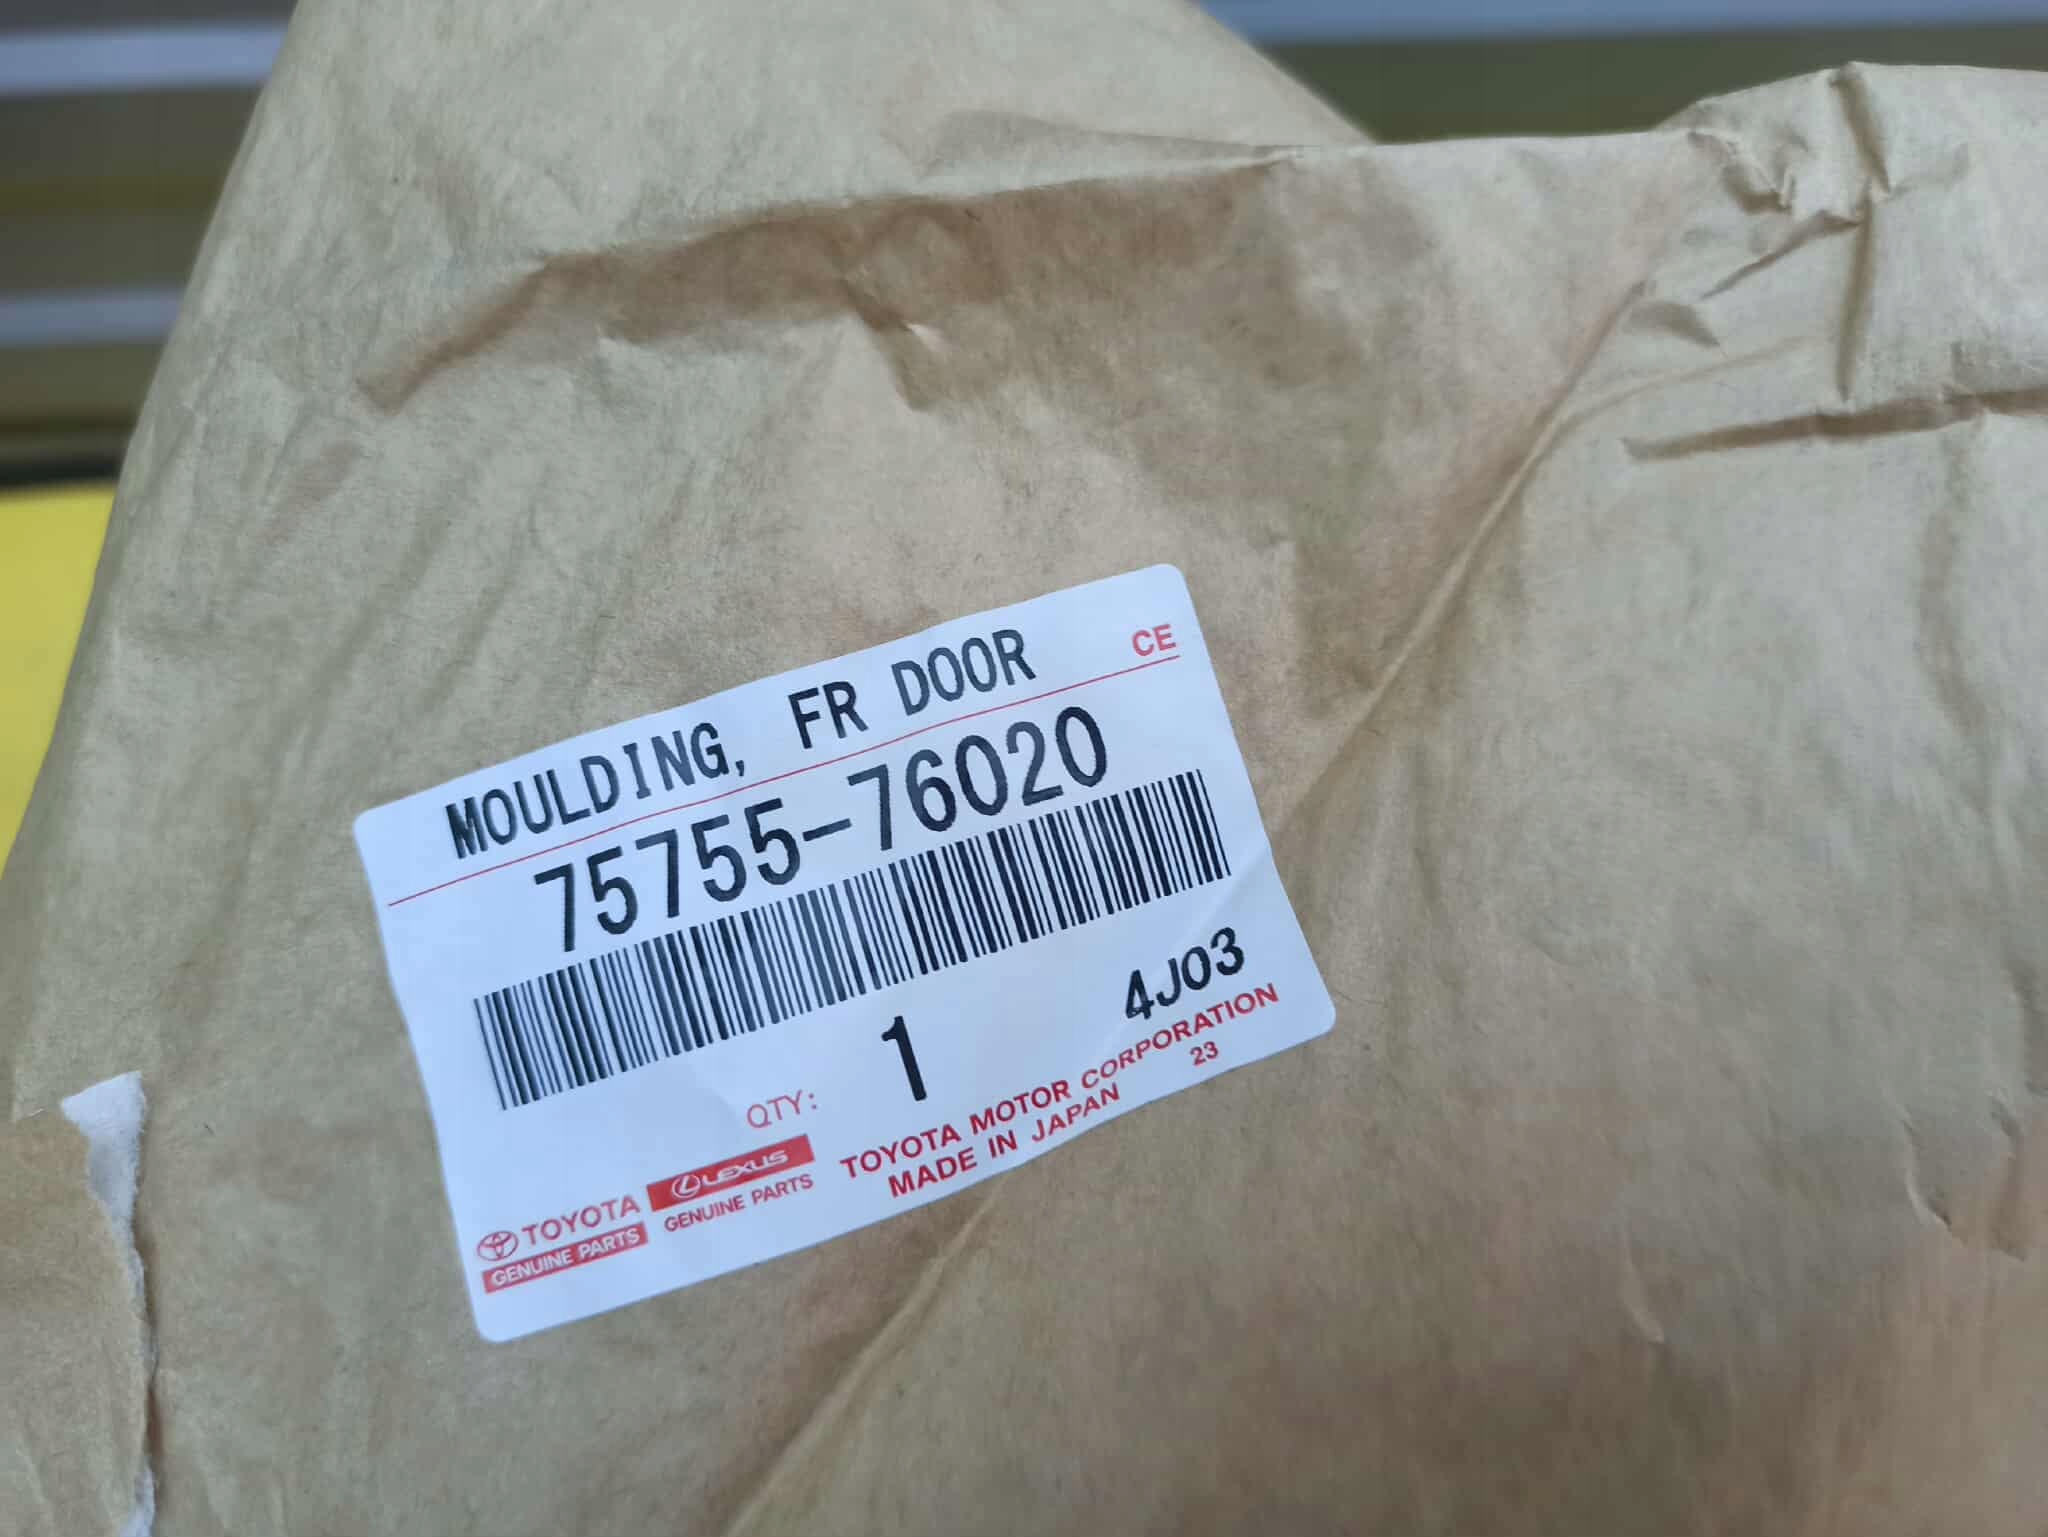 MOULDING, FR DOOR CE
75755-76020
4J03
QTY: 1
TOYOTA MOTOR CORPORATION
MADE IN JAPAN 23
TOYOTA
GENUINE PARTS
LEXUS
GENUINE PARTS